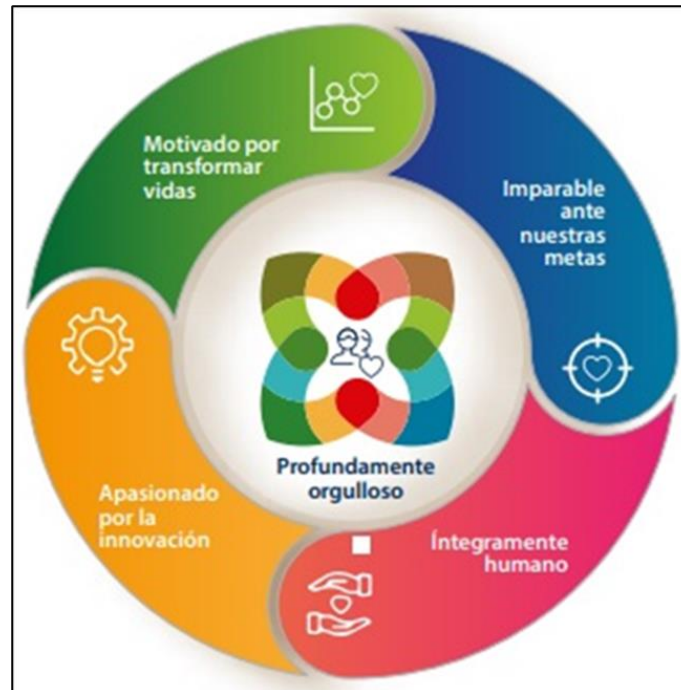 Motivado por
transformar
vidas
Imparable
ante
nuestras
metas
Profundamente
orgulloso
Apasionado
por la
innovación
Íntegramente
humano